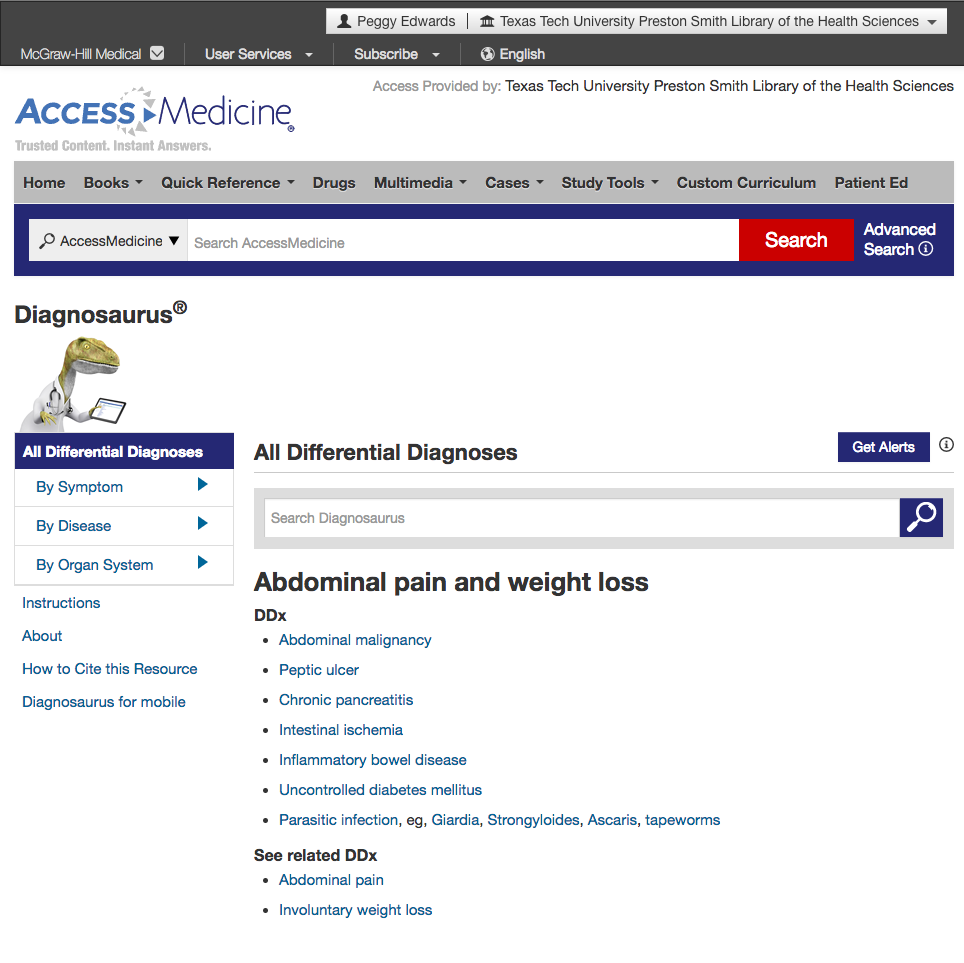 Peggy Edwards | Texas Tech University Preston Smith Library of the Health Sciences
McGraw-Hill Medical User Services Subscribe English
Access Provided by: Texas Tech University Preston Smith Library of the Health Sciences
ACCESS Medicine®
Trusted Content. Instant Answers.
Home Books Quick Reference Drugs Multimedia Cases Study Tools Custom Curriculum Patient Ed
AccessMedicine Search AccessMedicine Search Advanced
Search
Diagnosaurus®
All Differential Diagnoses
By Symptom
By Disease
By Organ System
Instructions
About
How to Cite this Resource
Diagnosaurus for mobile
All Differential Diagnoses Get Alerts
Search Diagnosaurus
Abdominal pain and weight loss
DDx
• Abdominal malignancy
• Peptic ulcer
• Chronic pancreatitis
• Intestinal ischemia
• Inflammatory bowel disease
• Uncontrolled diabetes mellitus
• Parasitic infection, eg, Giardia, Strongyloides, Ascaris, tapeworms
See related DDx
• Abdominal pain
• Involuntary weight loss